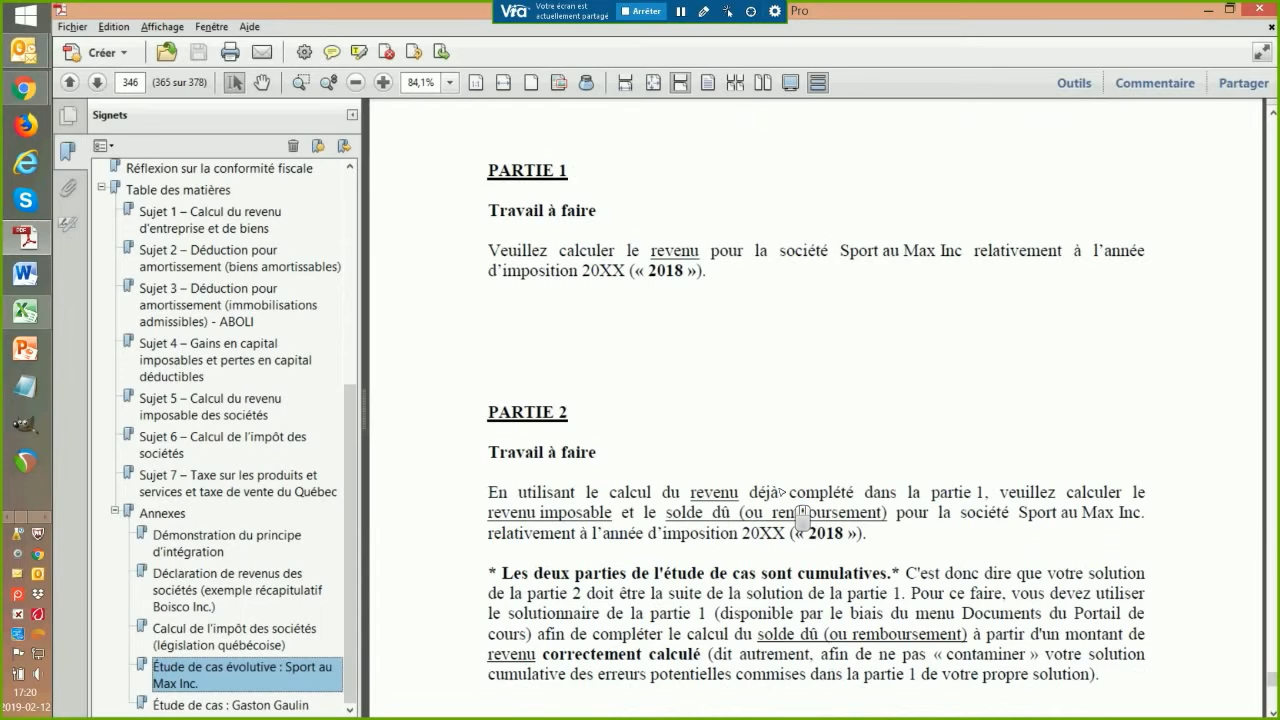 Votre écran est
actuellement partagé
Arrêter
Pro
Fichier Edition Affichage Fenêtre Aide
Créer
346 (365 sur 378) 84,1% Outils Commentaire Partager
Signets
Réflexion sur la conformité fiscale
Table des matières
Sujet 1 – Calcul du revenu
d'entreprise et de biens
Sujet 2 – Déduction pour
amortissement (biens amortissables)
Sujet 3 – Déduction pour
amortissement (immobilisations
admissibles) - ABOLI
Sujet 4 – Gains en capital
imposables et pertes en capital
déductibles
Sujet 5 – Calcul du revenu
imposable des sociétés
Sujet 6 – Calcul de l'impôt des
sociétés
Sujet 7 – Taxe sur les produits et
services et taxe de vente du Québec
Annexes
Démonstration du principe
d'intégration
Déclaration de revenus des
sociétés (exemple récapitulatif
Boisco Inc.)
Calcul de l'impôt des sociétés
(législation québécoise)
Étude de cas évolutive : Sport au
Max Inc.
Étude de cas : Gaston Gaulin
17:20
2019-02-12
PARTIE 1
Travail à faire
Veuillez calculer le revenu pour la société Sport au Max Inc relativement à l'année
d'imposition 20XX (« 2018 »).
PARTIE 2
Travail à faire
En utilisant le calcul du revenu déjà complété dans la partie 1, veuillez calculer le
revenu imposable et le solde dû (ou remboursement) pour la société Sport au Max Inc.
relativement à l'année d'imposition 20XX (« 2018 »).
* Les deux parties de l'étude de cas sont cumulatives.* C'est donc dire que votre solution
de la partie 2 doit être la suite de la solution de la partie 1. Pour ce faire, vous devez utiliser
le solutionnaire de la partie 1 (disponible par le biais du menu Documents du Portail de
cours) afin de compléter le calcul du solde dû (ou remboursement) à partir d'un montant de
revenu correctement calculé (dit autrement, afin de ne pas « contaminer » votre solution
cumulative des erreurs potentielles commises dans la partie 1 de votre propre solution).